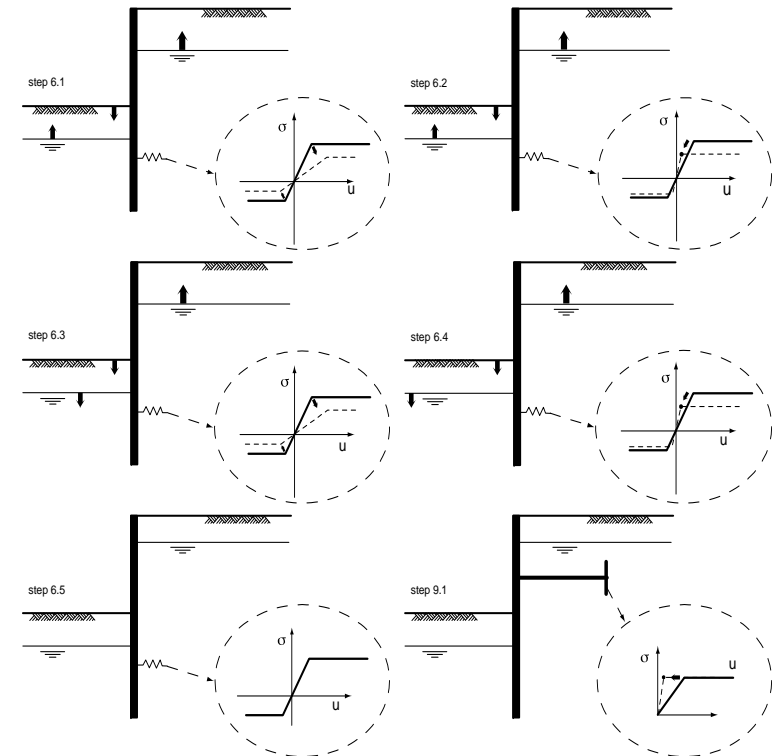 step 6.1
σ
u
step 6.2
σ
u
step 6.3
σ
u
step 6.4
σ
u
step 6.5
σ
u
step 9.1
σ
u